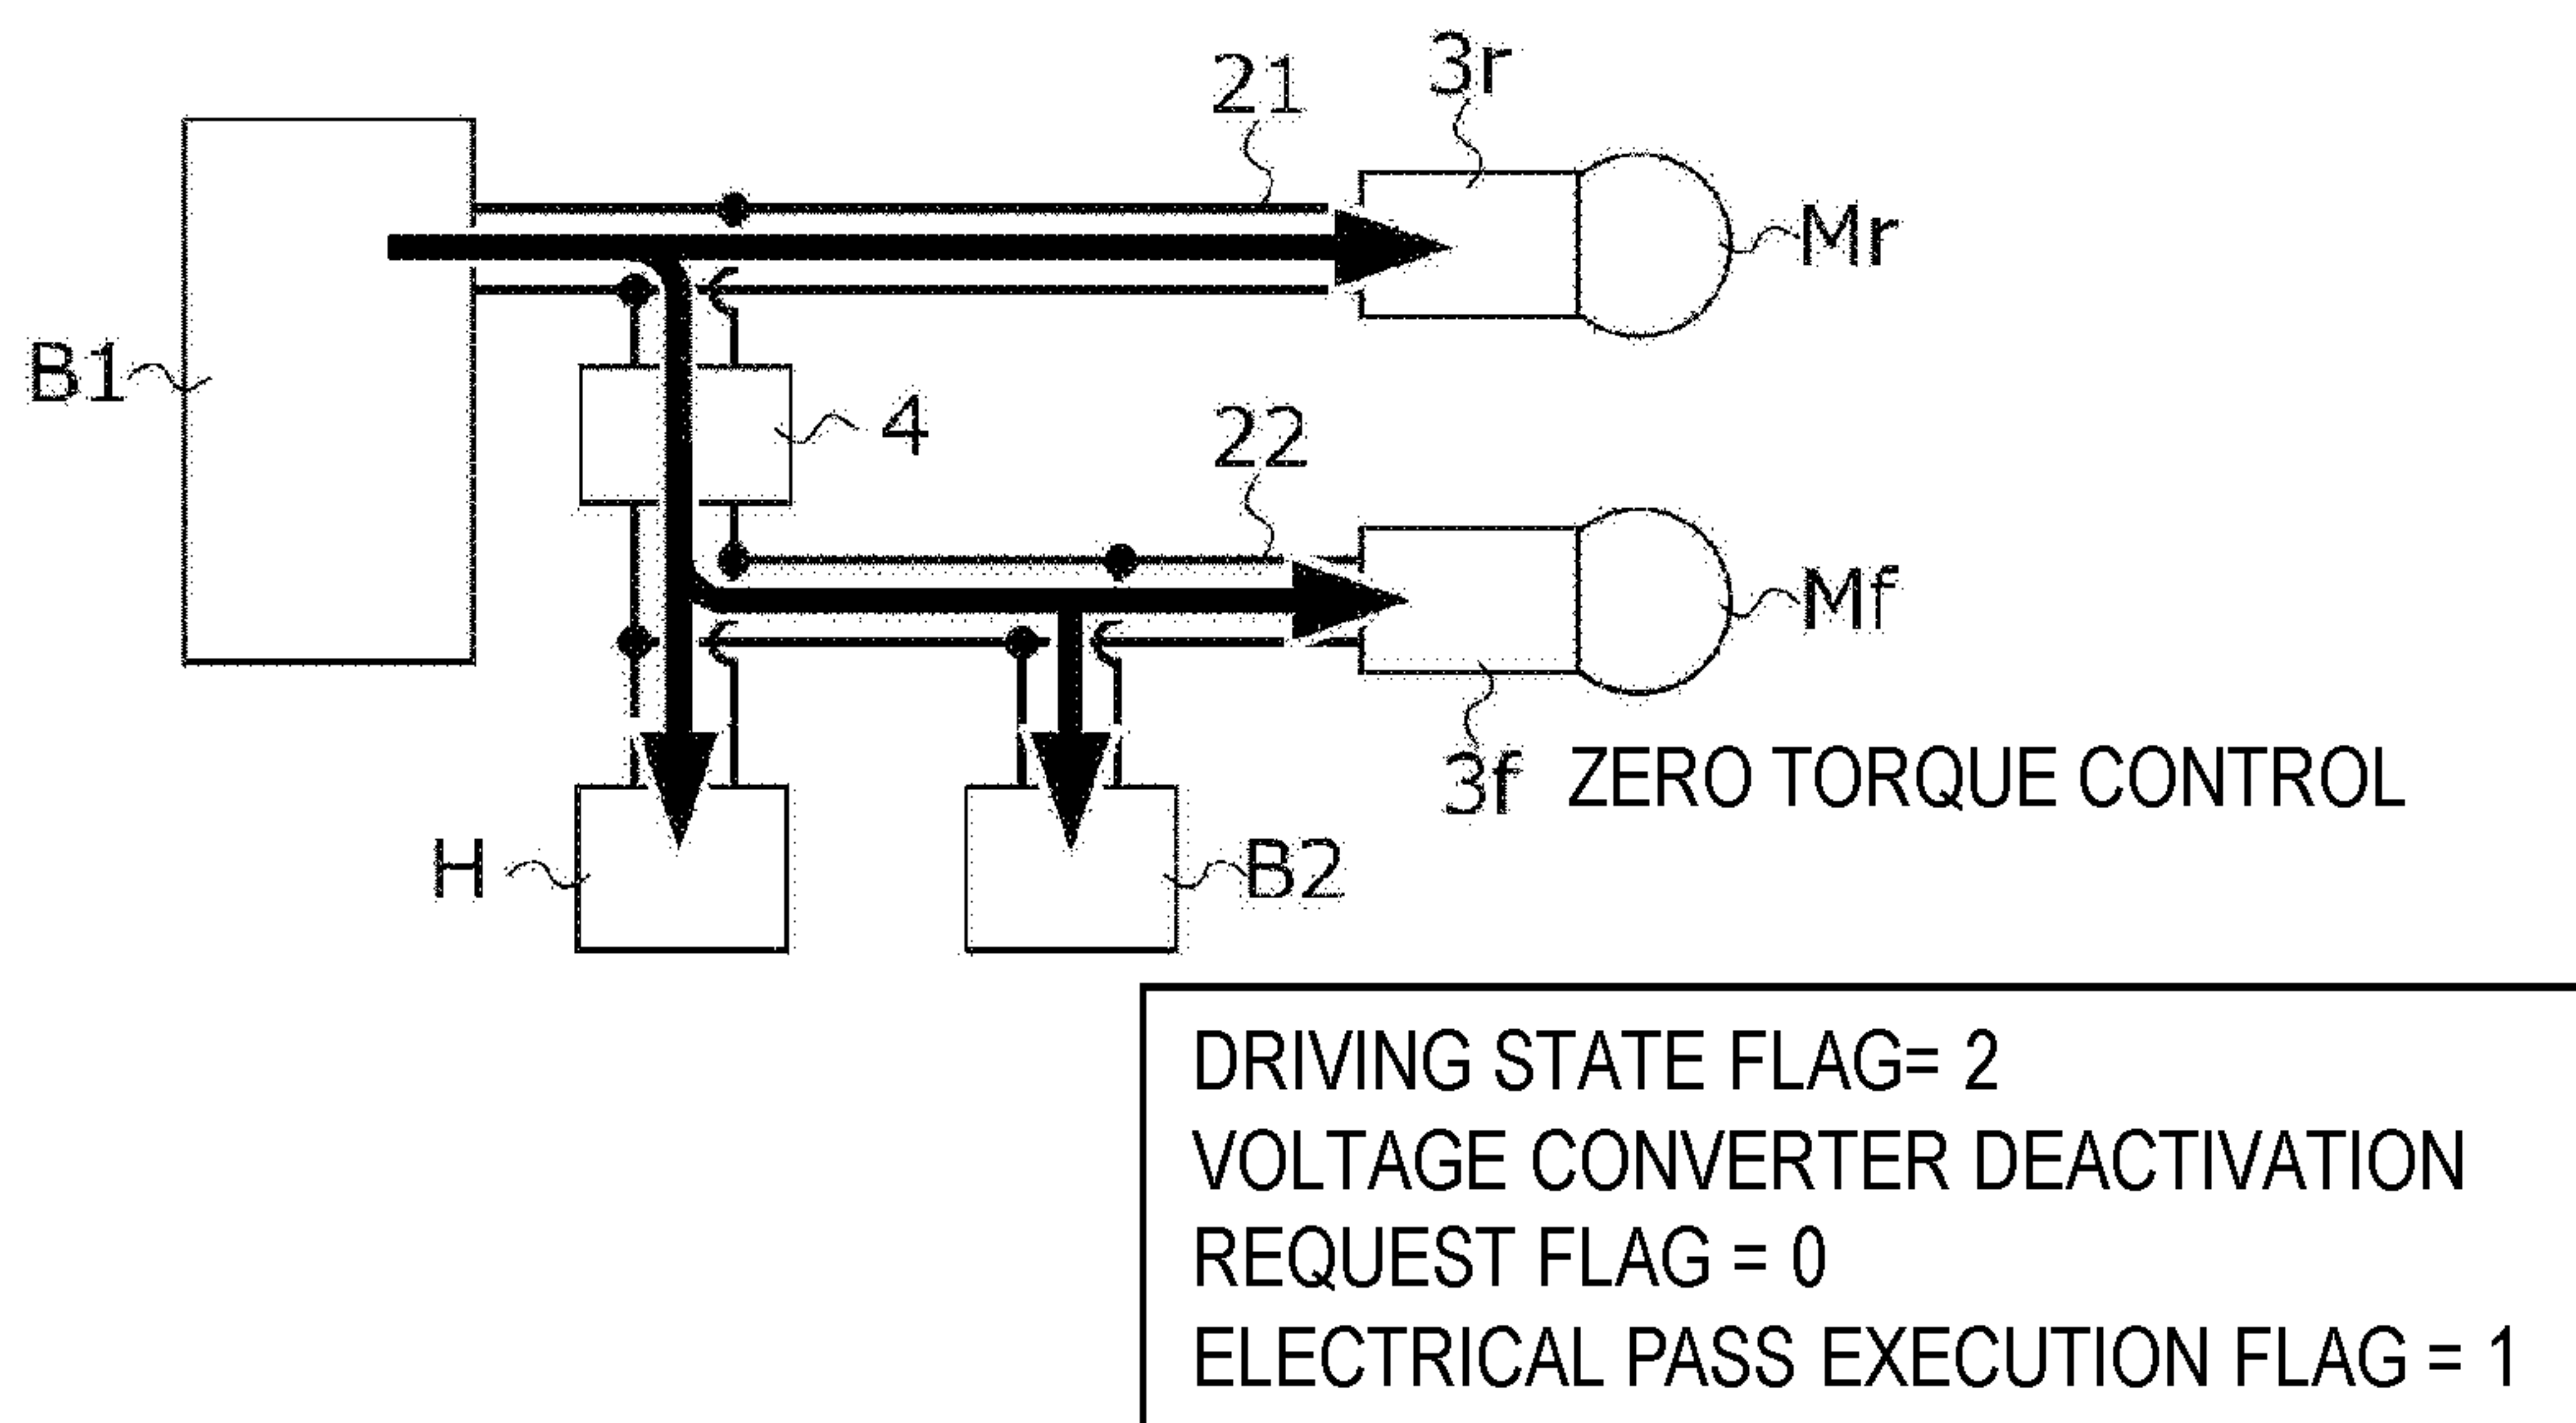 3r
21
Mr
B1
4
22
Mf
3f ZERO TORQUE CONTROL
H
B2
DRIVING STATE FLAG= 2
VOLTAGE CONVERTER DEACTIVATION
REQUEST FLAG = 0
ELECTRICAL PASS EXECUTION FLAG = 1